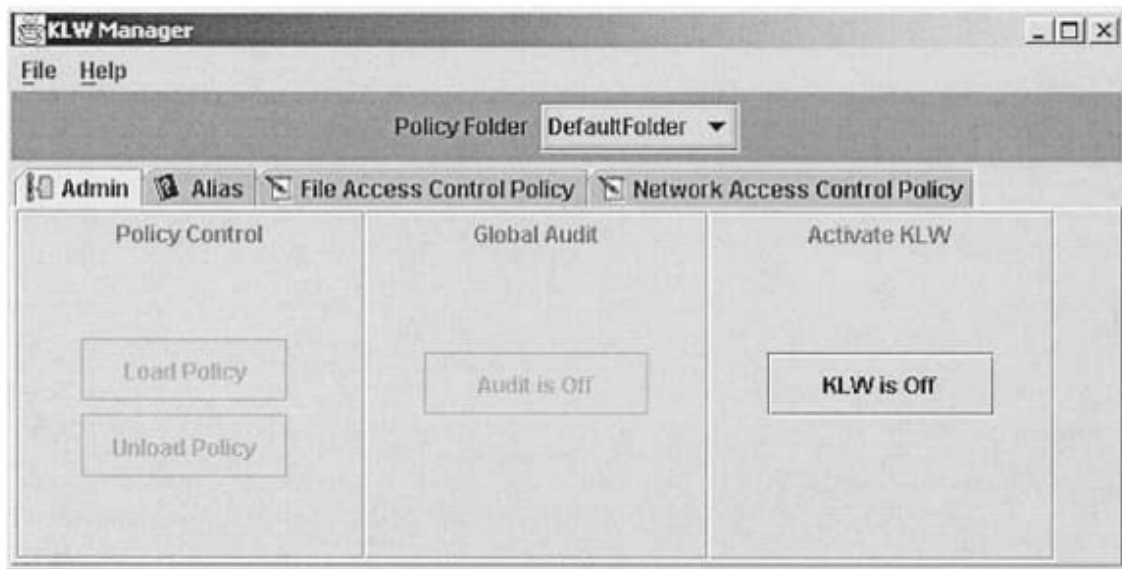 KLW Manager
File Help
Policy Folder DefaultFolder
Admin Alias File Access Control Policy Network Access Control Policy
Policy Control Global Audit Activate KLW
Load Policy
Audit is Off KLW is Off
Unload Policy